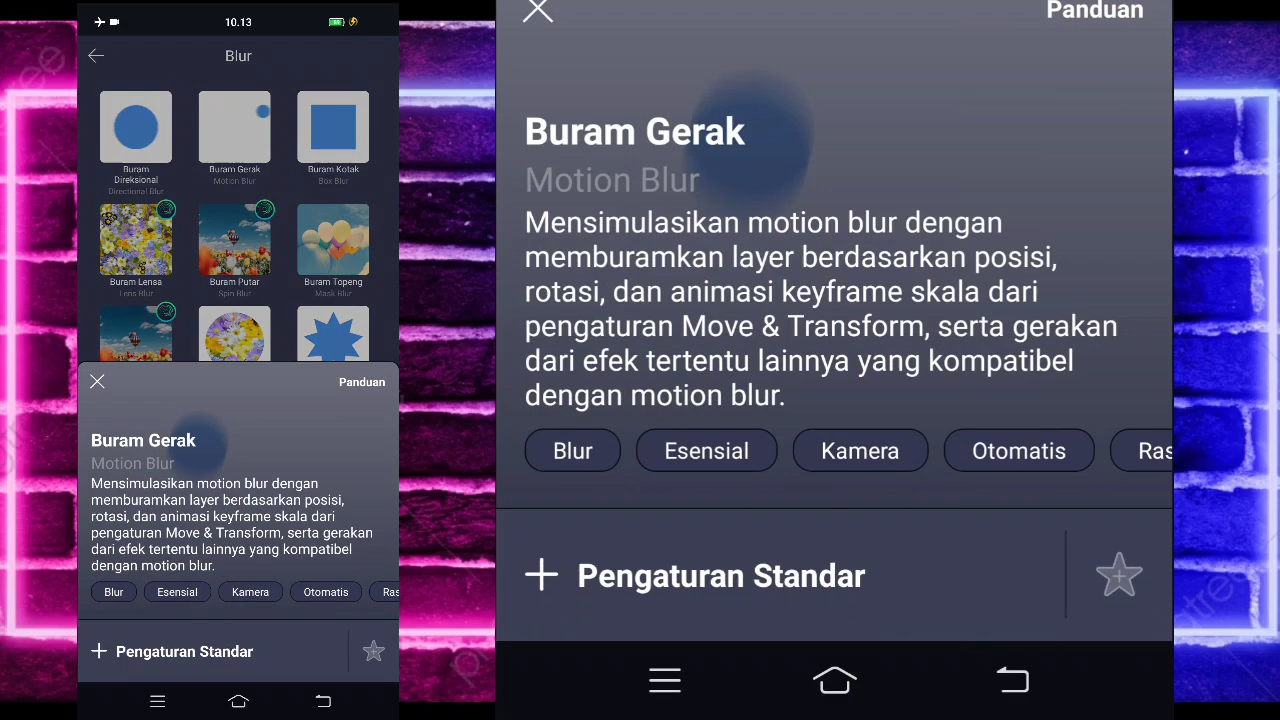 10.13
Blur
Buram Direksional
Directional Blur
Buram Gerak
Motion Blur
Buram Kotak
Box Blur
Buram Lensa
Lens Blur
Buram Putar
Spin Blur
Buram Topeng
Mask Blur
Panduan
Buram Gerak
Motion Blur
Mensimulasikan motion blur dengan
memburamkan layer berdasarkan posisi,
rotasi, dan animasi keyframe skala dari
pengaturan Move & Transform, serta gerakan
dari efek tertentu lainnya yang kompatibel
dengan motion blur.
Blur Esensial Kamera Otomatis Ras
+ Pengaturan Standar
Panduan
Buram Gerak
Motion Blur
Mensimulasikan motion blur dengan
memburamkan layer berdasarkan posisi,
rotasi, dan animasi keyframe skala dari
pengaturan Move & Transform, serta gerakan
dari efek tertentu lainnya yang kompatibel
dengan motion blur.
Blur Esensial Kamera Otomatis Ras
+ Pengaturan Standar